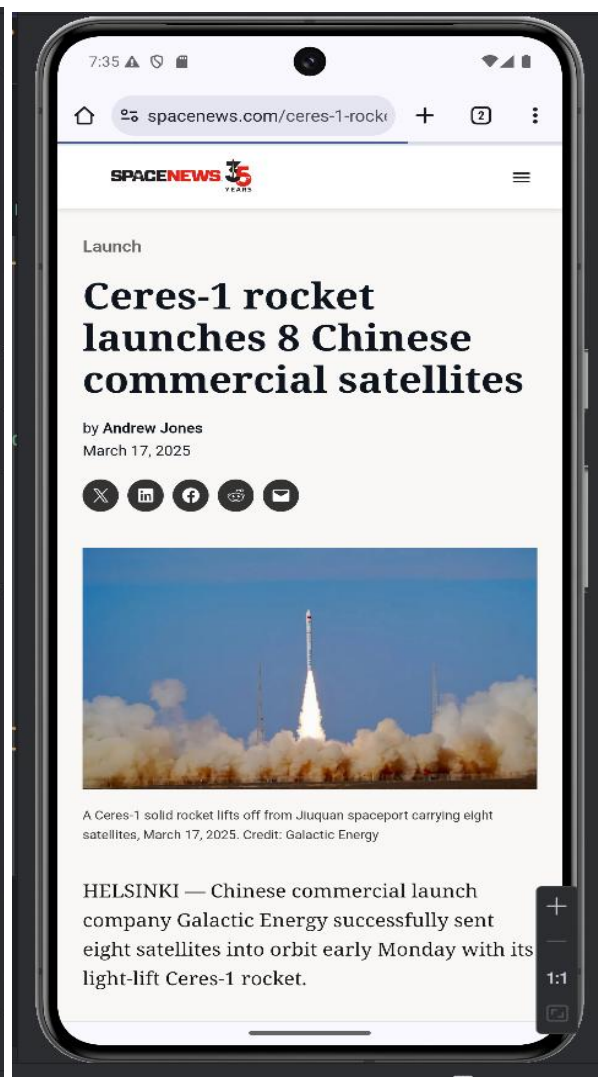 7:35
spacenews.com/ceres-1-rock
2
SPACENEWS 35
YEARS
Launch
Ceres-1 rocket
launches 8 Chinese
commercial satellites
by Andrew Jones
March 17, 2025
A Ceres-1 solid rocket lifts off from Jiuquan spaceport carrying eight
satellites, March 17, 2025. Credit: Galactic Energy
HELSINKI — Chinese commercial launch
company Galactic Energy successfully sent
eight satellites into orbit early Monday with its
light-lift Ceres-1 rocket.
1:1